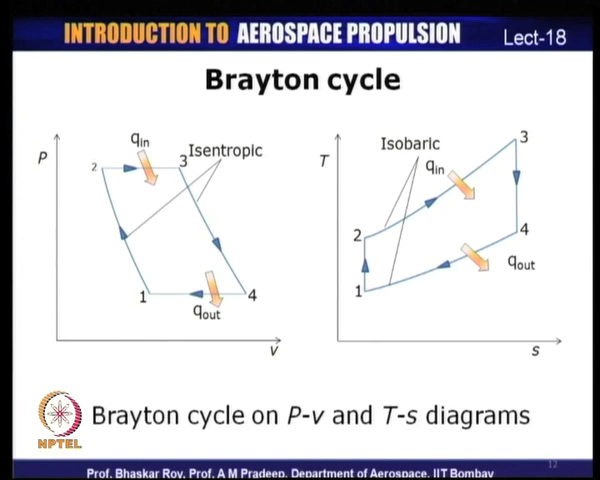 INTRODUCTION TO AEROSPACE PROPULSION Lect-18
Brayton cycle
P
qin
Isentropic
2
3
1
4
qout
v
T
Isobaric
qin
3
2
4
1
qout
s
Brayton cycle on P-v and T-s diagrams
NPTEL
12
Prof. Bhaskar Roy, Prof. A M Pradeep, Department of Aerospace, IIT Bombay